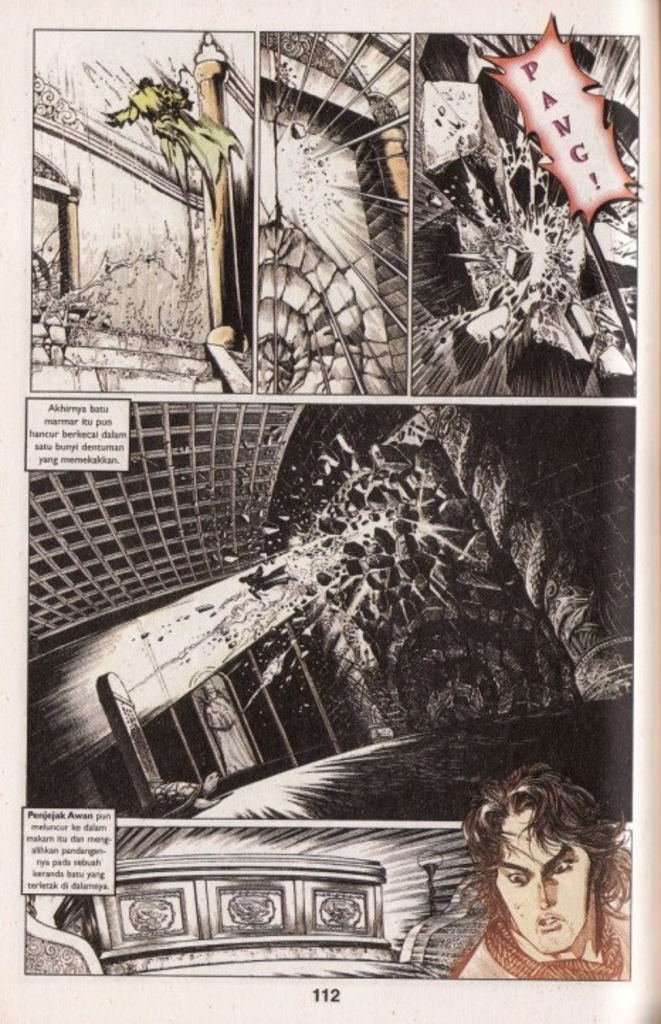 PANG!
Akhirnya batu
marmar itu pun
hancur berkecai dalam
satu bunyi dentuman
yang memekakkan.
Penjejak Awan pun
meluncur ke dalam
makam itu dan meng-
alihkan pandangan-
nya pada sebuah
keranda batu yang
terletak di dalamnya.
112